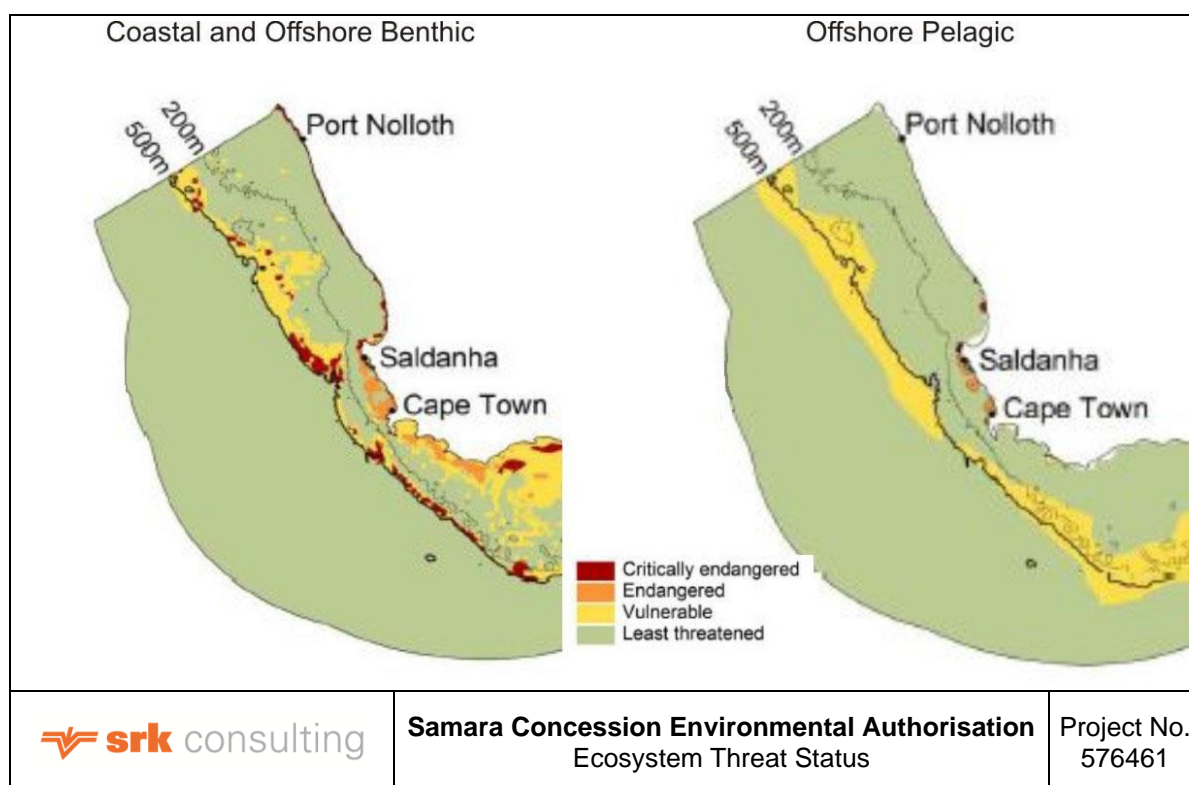 Coastal and Offshore Benthic
Offshore Pelagic
200m
500m
Port Nolloth
Saldanha
Cape Town
200m
500m
Port Nolloth
Saldanha
Cape Town
Critically endangered
Endangered
Vulnerable
Least threatened
srk consulting
Samara Concession Environmental Authorisation
Ecosystem Threat Status
Project No.
576461